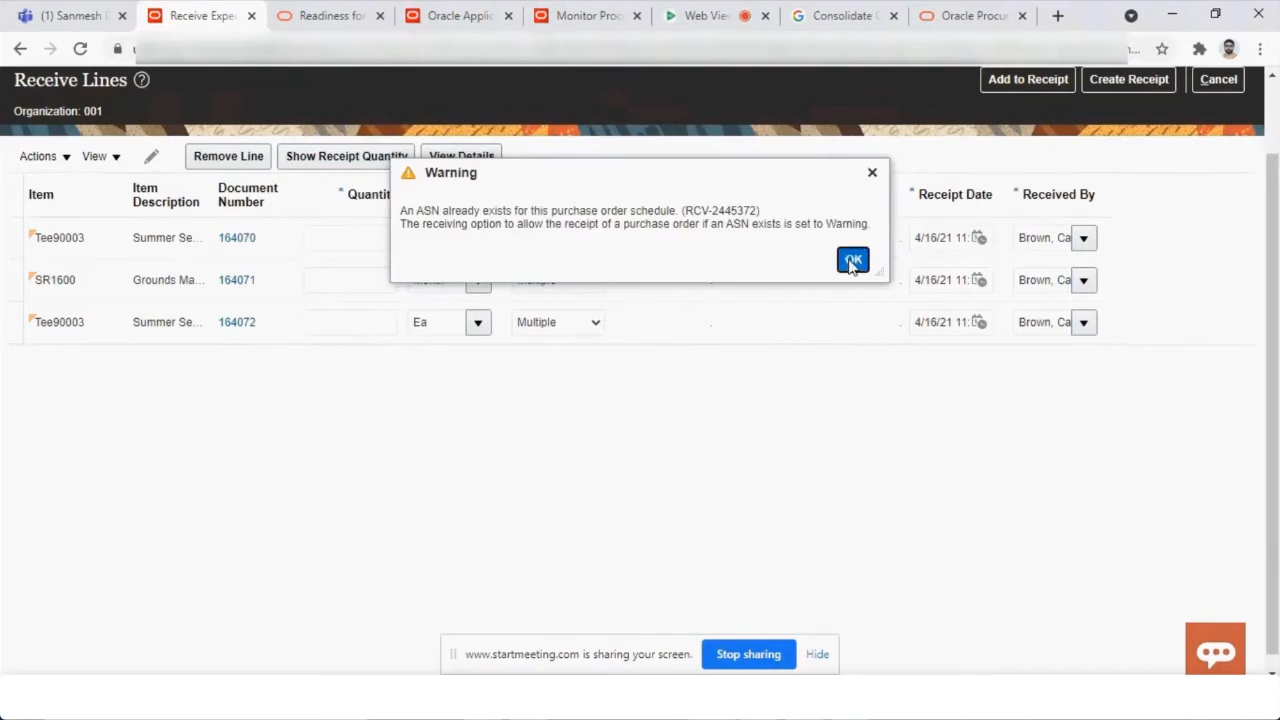 (1) Sanmesh
Receive Expe
Readiness for
Oracle Applic
Monitor Proc
Web View
Consolidate
Oracle Procu
Receive Lines
Add to Receipt
Create Receipt
Cancel
Organization: 001
Actions
View
Remove Line
Show Receipt Quantity
View Details
Warning
An ASN already exists for this purchase order schedule. (RCV-2445372)
The receiving option to allow the receipt of a purchase order if an ASN exists is set to Warning.
OK
Item
Item Description
Document Number
* Quantit
* Receipt Date
* Received By
Tee90003 Summer Se... 164070 4/16/21 11: Brown, Ca
SR1600 Grounds Ma... 164071 Multiple 4/16/21 11: Brown, Ca
Tee90003 Summer Se... 164072 Ea Multiple 4/16/21 11: Brown, Ca
www.startmeeting.com is sharing your screen.
Stop sharing
Hide